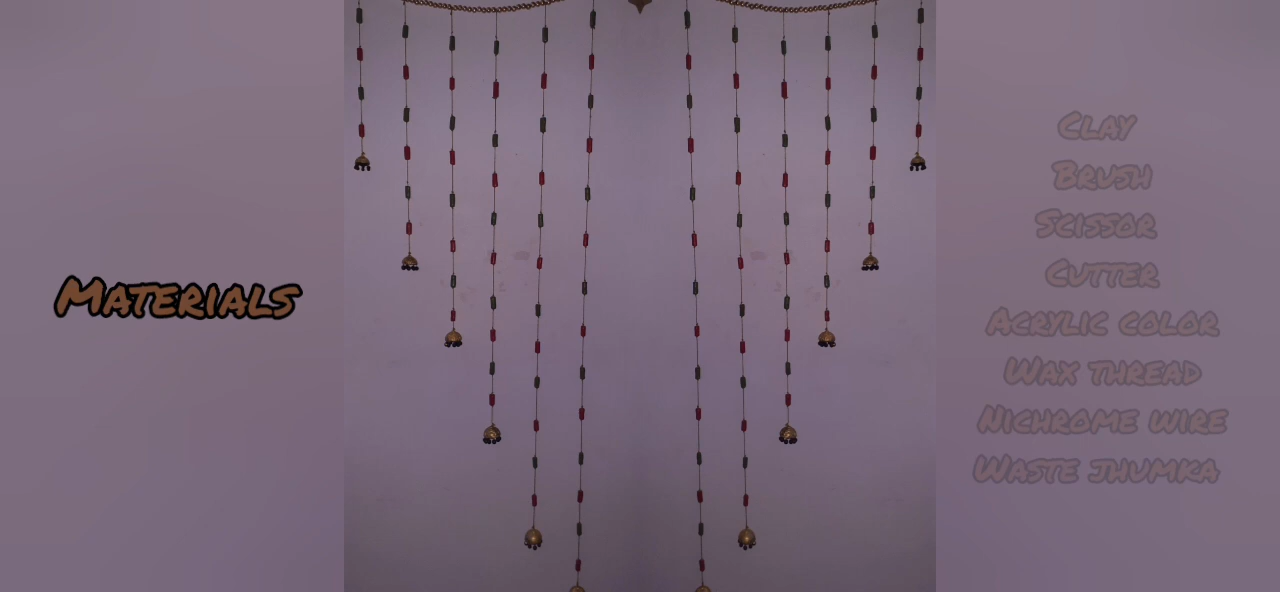 Materials
Clay
Brush
Scissor
Cutter
Acrylic color
Wax thread
Nichrome wire
Waste jhumka